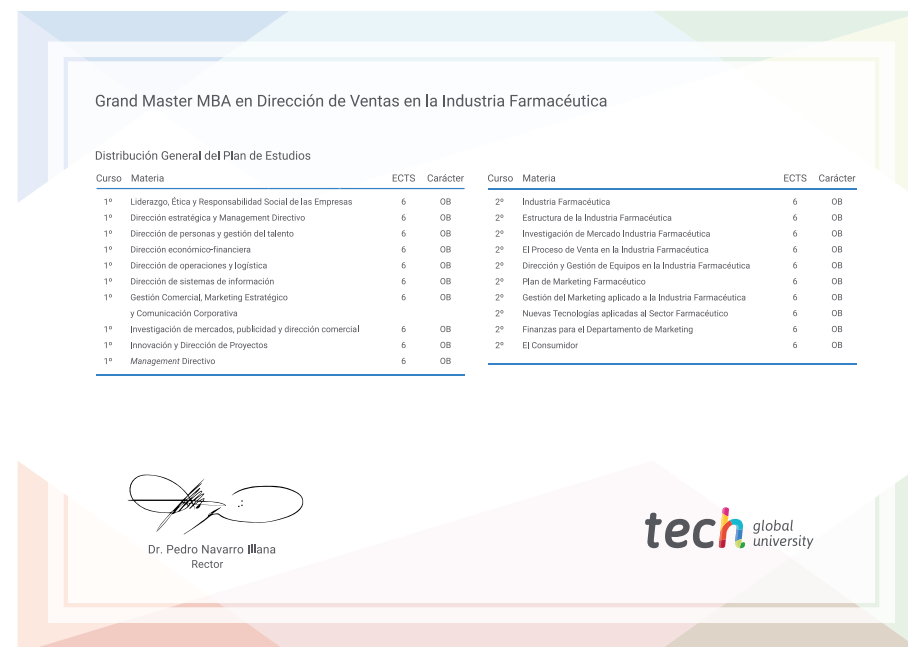 Grand Master MBA en Dirección de Ventas en la Industria Farmacéutica
Distribución General del Plan de Estudios
Curso Materia ECTS Carácter
1º Liderazgo, Ética y Responsabilidad Social de las Empresas 6 OB
1º Dirección estratégica y Management Directivo 6 OB
1º Dirección de personas y gestión del talento 6 OB
1º Dirección económico-financiera 6 OB
1º Dirección de operaciones y logística 6 OB
1º Dirección de sistemas de información 6 OB
1º Gestión Comercial, Marketing Estratégico 6 OB
y Comunicación Corporativa
1º Investigación de mercados, publicidad y dirección comercial 6 OB
1º Innovación y Dirección de Proyectos 6 OB
1º Management Directivo 6 OB
Curso Materia ECTS Carácter
2º Industria Farmacéutica 6 OB
2º Estructura de la Industria Farmacéutica 6 OB
2º Investigación de Mercado Industria Farmacéutica 6 OB
2º El Proceso de Venta en la Industria Farmacéutica 6 OB
2º Dirección y Gestión de Equipos en la Industria Farmacéutica 6 OB
2º Plan de Marketing Farmacéutico 6 OB
2º Gestión del Marketing aplicado a la Industria Farmacéutica 6 OB
2º Nuevas Tecnologías aplicadas al Sector Farmacéutico 6 OB
2º Finanzas para el Departamento de Marketing 6 OB
2º El Consumidor 6 OB
Dr. Pedro Navarro Illana
Rector
tech global
university